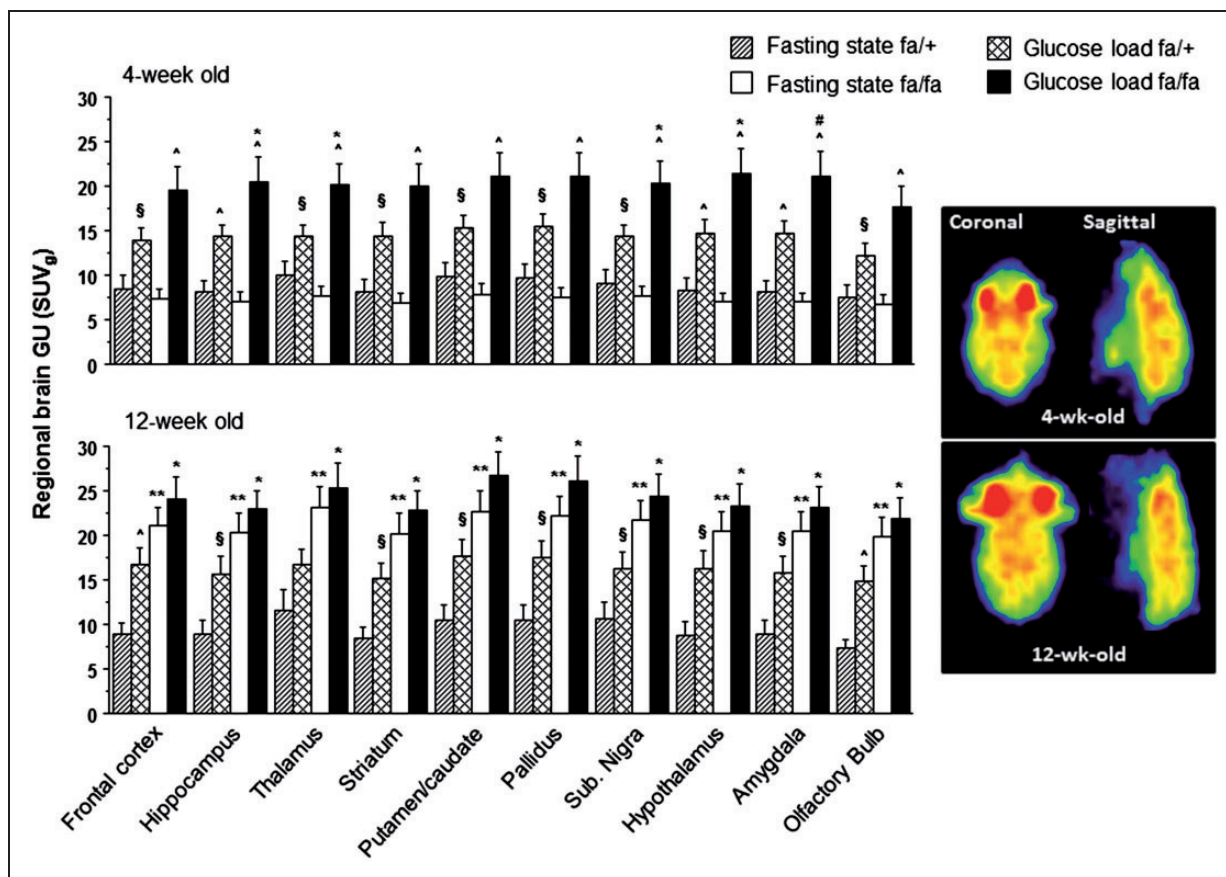 Fasting state fa/+
Glucose load fa/+
Fasting state fa/fa
Glucose load fa/fa
4-week old
30
25
20
15
10
5
0
^ *^ *^ ^ ^ ^ *^ *^ #^ ^
§ ^ § § § § § ^ ^ §
Regional brain GU (SUVg)
12-week old
30
25
20
15
10
5
0
^ ** * § ** * ** * § ** * § ** * § ** * § ** * § ** * § ** * ^ ** *
Frontal cortex
Hippocampus
Thalamus
Striatum
Putamen/caudate
Pallidus
Sub. Nigra
Hypothalamus
Amygdala
Olfactory Bulb
Coronal Sagittal
4-wk-old
12-wk-old